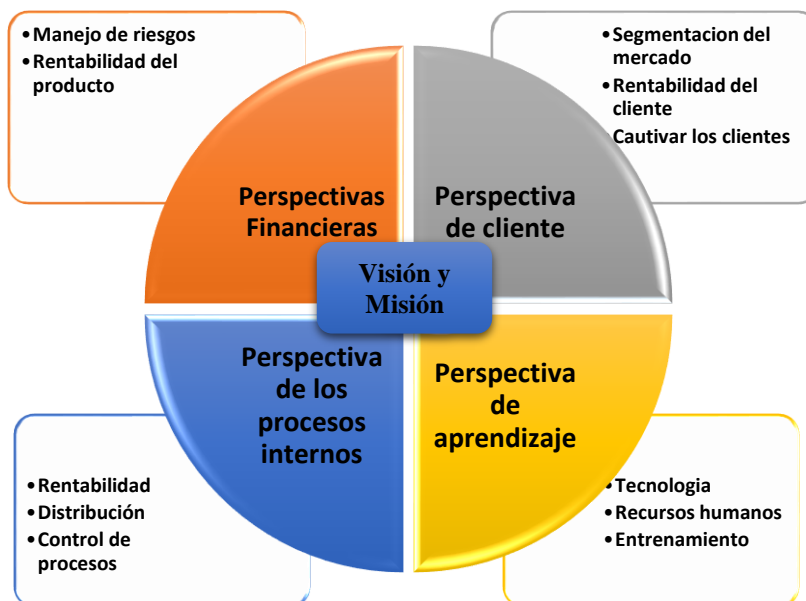 •Manejo de riesgos
•Rentabilidad del
producto
•Segmentacion del
mercado
•Rentabilidad del
cliente
•Cautivar los clientes
Perspectivas
Financieras
Perspectiva
de cliente
Visión y
Misión
Perspectiva
de los
procesos
internos
Perspectiva
de
aprendizaje
•Rentabilidad
•Distribución
•Control de
procesos
•Tecnologia
•Recursos humanos
•Entrenamiento